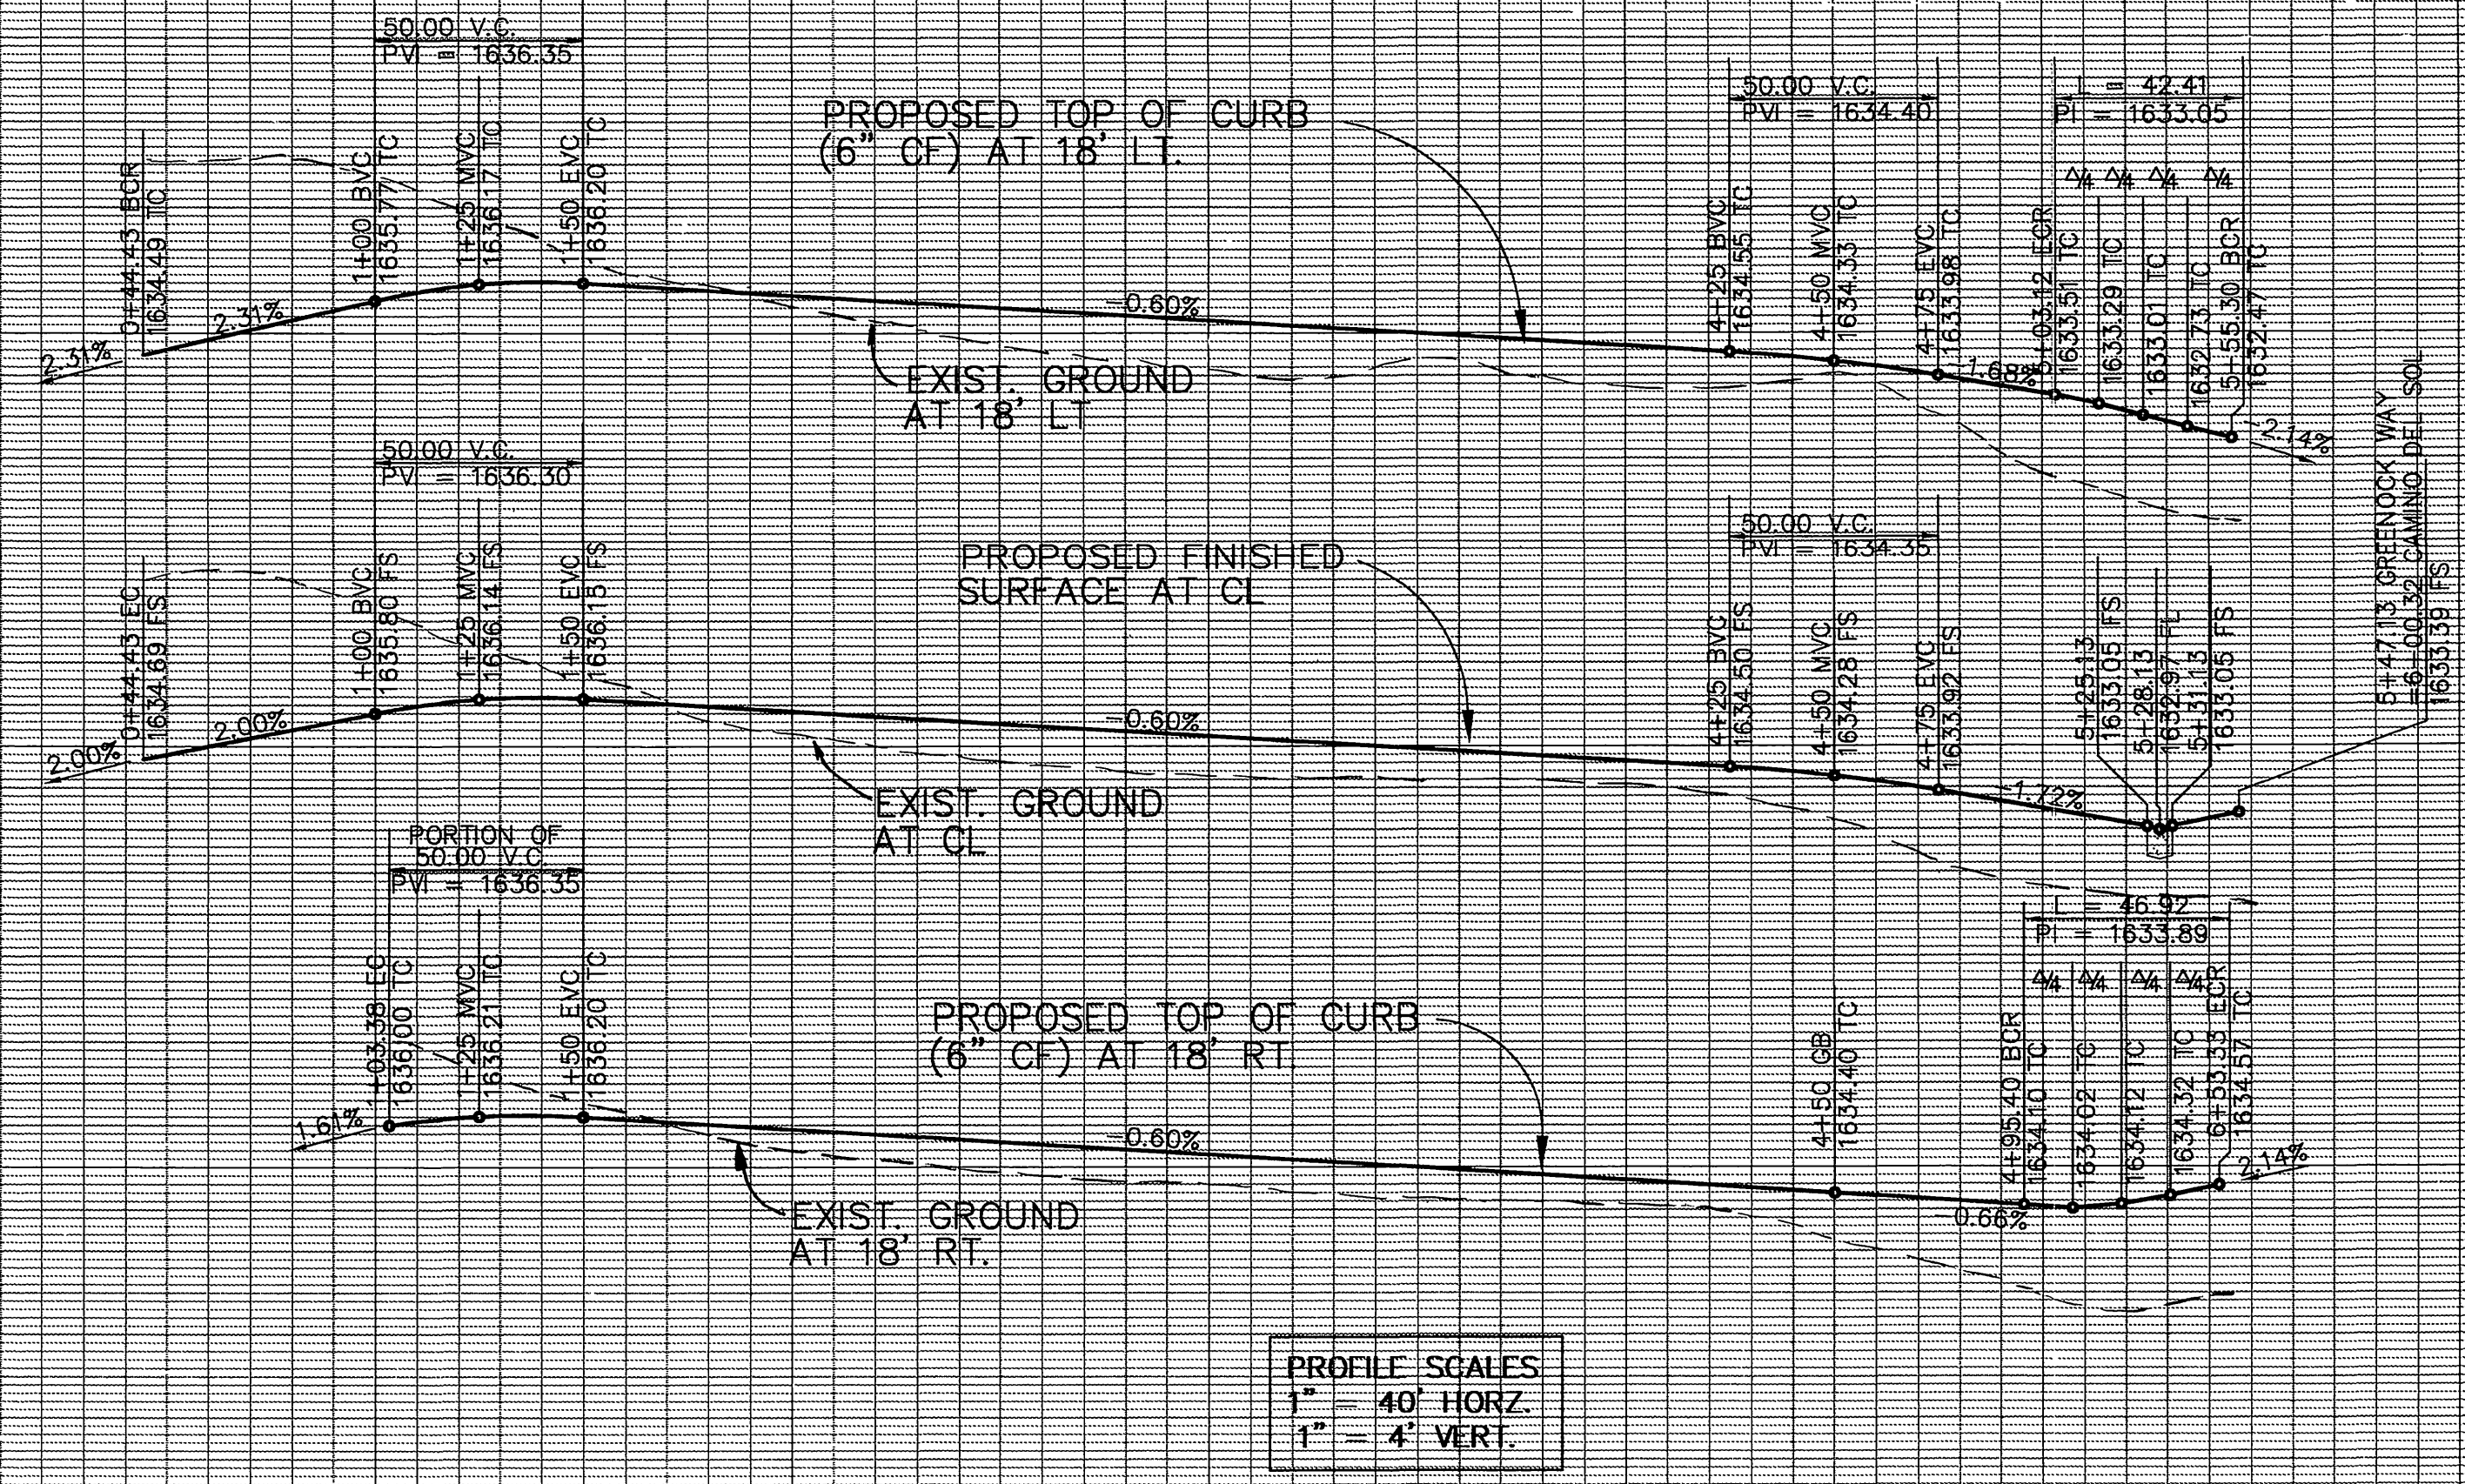 50.00 V.C.
PVI = 1636.35
0+44.43 BCR
1634.49 TC
1+00 BVC
1635.77 TC
1+25 MVC
1636.17 TC
1+50 EVC
1636.20 TC
PROPOSED TOP OF CURB
(6" CF) AT 18' LT.
50.00 V.C.
PVI = 1634.40
L = 42.41
PI = 1633.05
Δ/4 Δ/4 Δ/4 Δ/4
4+25 BVC
1634.55 TC
4+50 MVC
1634.33 TC
4+75 EVC
1633.98 TC
5+03.12 ECR
1633.51 TC
1633.29 TC
1633.01 TC
1632.73 TC
5+55.30 BCR
1632.47 TC
2.31%
2.31%
-0.60%
-1.68%
-2.14%
EXIST. GROUND
AT 18' LT
50.00 V.C.
PVI = 1636.30
0+44.43 EC
1634.69 FS
1+00 BVC
1635.80 FS
1+25 MVC
1636.14 FS
1+50 EVC
1636.15 FS
PROPOSED FINISHED
SURFACE AT CL
50.00 V.C.
PVI = 1634.35
4+25 BVC
1634.50 FS
4+50 MVC
1634.28 FS
4+75 EVC
1633.92 FS
5+25.13
1633.05 FS
5+28.13
1632.97 FL
5+31.13
1633.05 FS
5+47.13 GREENOCK WAY
=6+00.32 CAMINO DEL SOL
1633.39 FS
2.00%
2.00%
-0.60%
-1.72%
EXIST. GROUND
AT CL
PORTION OF
50.00 V.C.
PVI = 1636.35
1+03.38 EC
1636.00 TC
1+25 MVC
1636.21 TC
1+50 EVC
1636.20 TC
PROPOSED TOP OF CURB
(6" CF) AT 18' RT.
L = 46.92
PI = 1633.89
Δ/4 Δ/4 Δ/4 Δ/4
4+50 GB
1634.40 TC
4+95.40 BCR
1634.10 TC
1634.02 TC
1634.12 TC
1634.32 TC
6+53.33 ECR
1634.57 TC
1.61%
-0.60%
-0.66%
2.14%
EXIST. GROUND
AT 18' RT.
PROFILE SCALES
1" = 40' HORZ.
1" = 4' VERT.